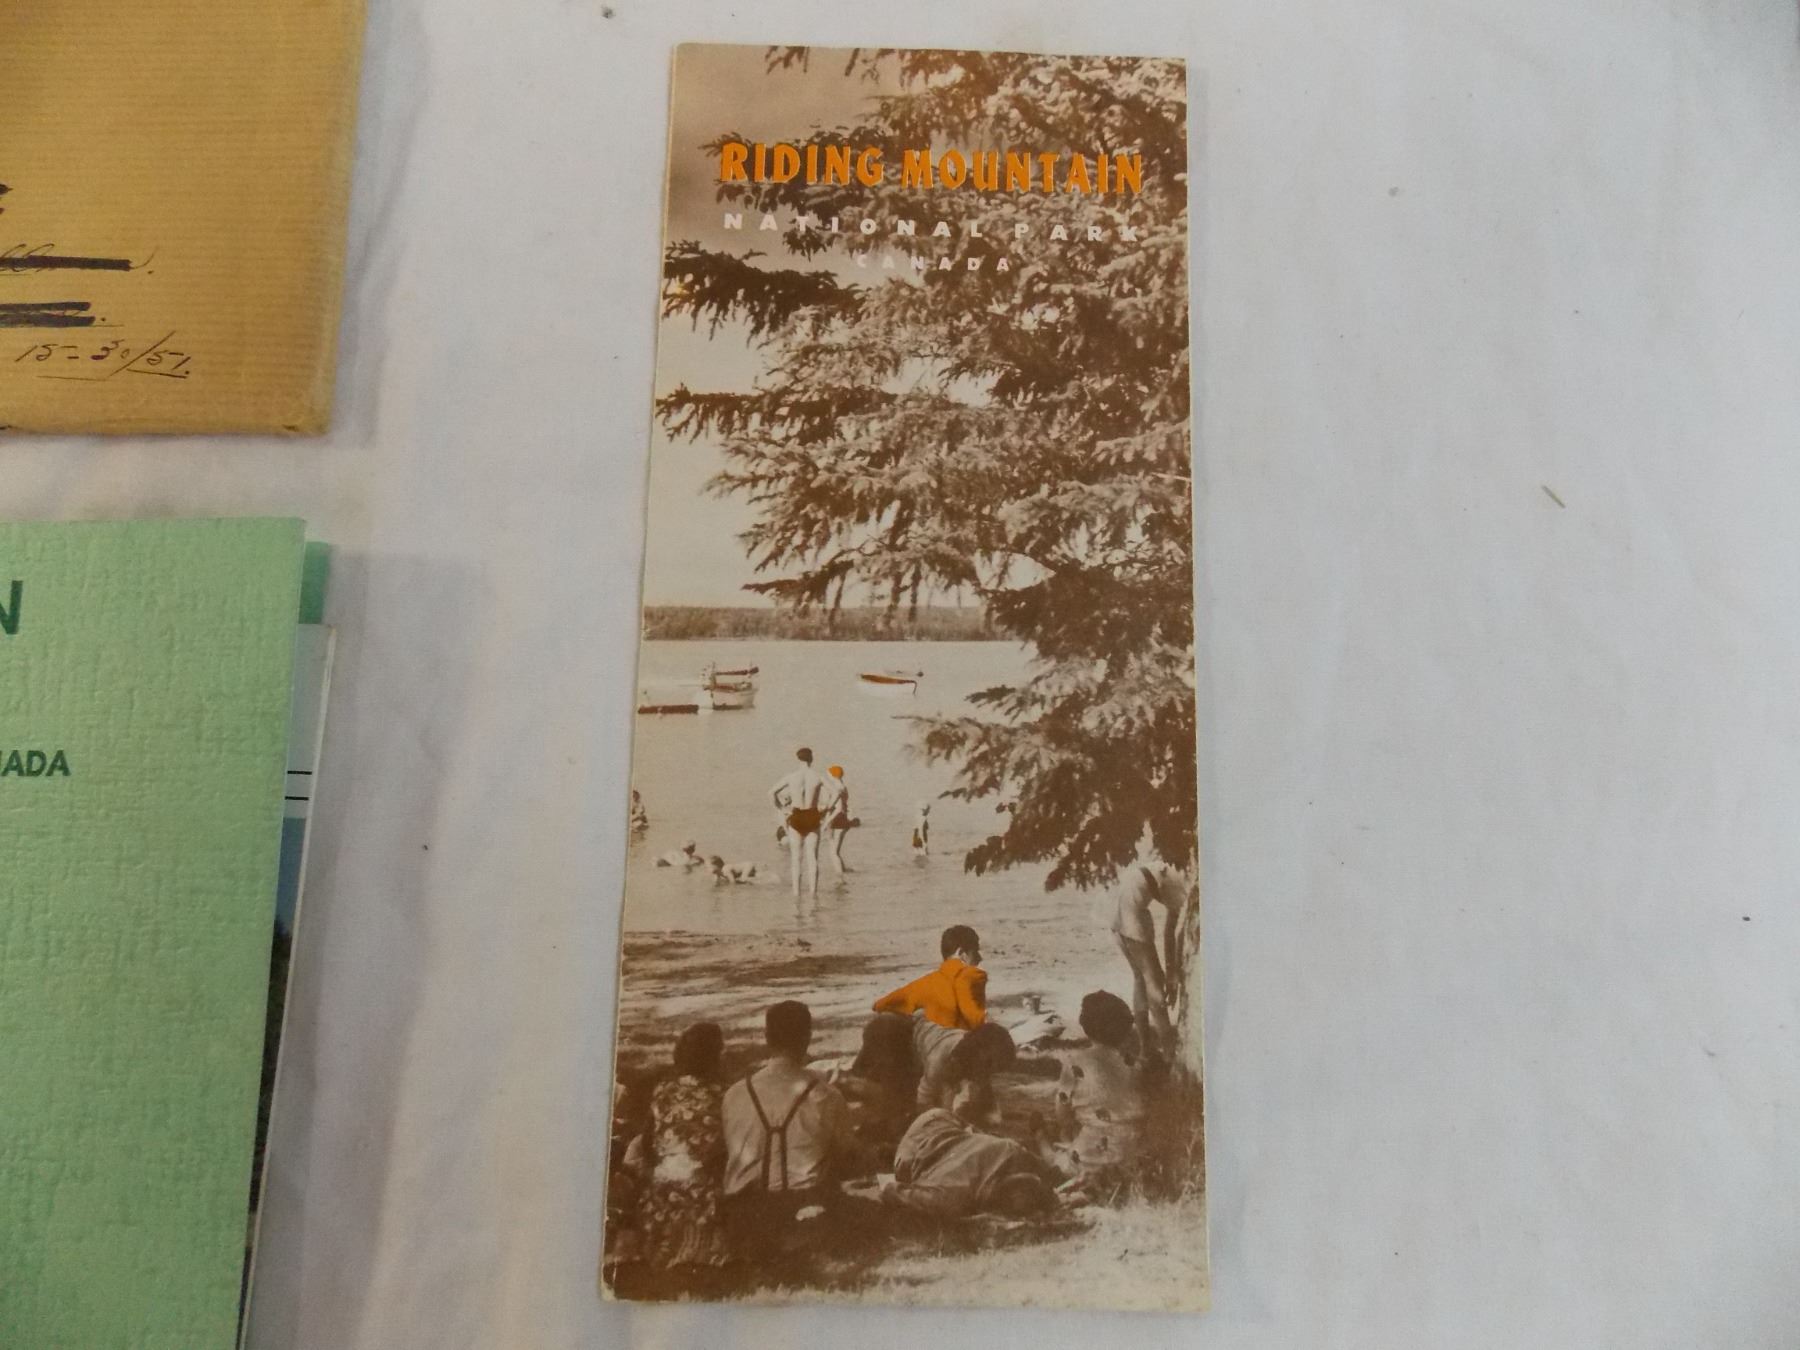 RIDING MOUNTAIN
NATIONAL PARK
CANADA
15-30/51.
N
ADA